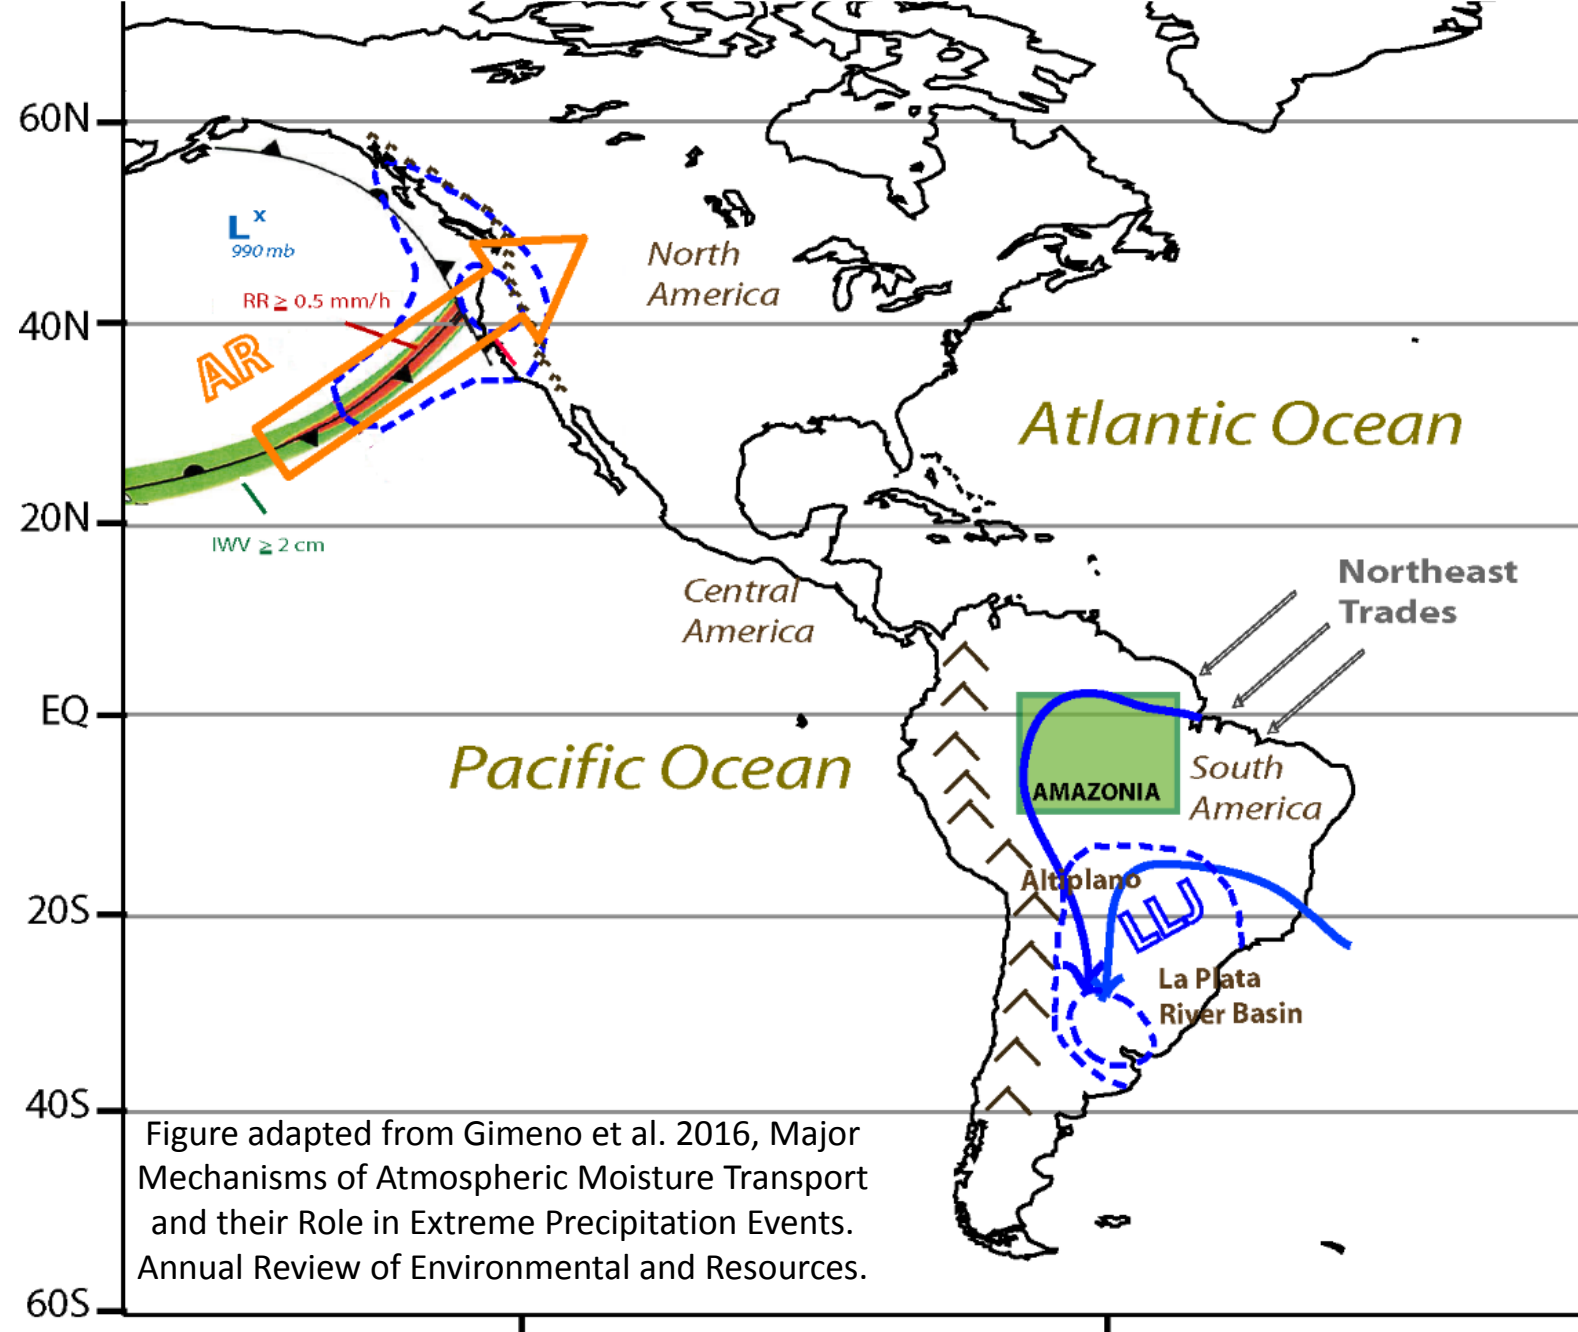 60N
40N
20N
EQ
20S
40S
60S
L x
990 mb
RR ≥ 0.5 mm/h
AR
IWV ≥ 2 cm
North
America
Atlantic Ocean
Central
America
Northeast
Trades
Pacific Ocean
AMAZONIA
South
America
Altiplano
LLJ
La Plata
River Basin
Figure adapted from Gimeno et al. 2016, Major
Mechanisms of Atmospheric Moisture Transport
and their Role in Extreme Precipitation Events.
Annual Review of Environmental and Resources.